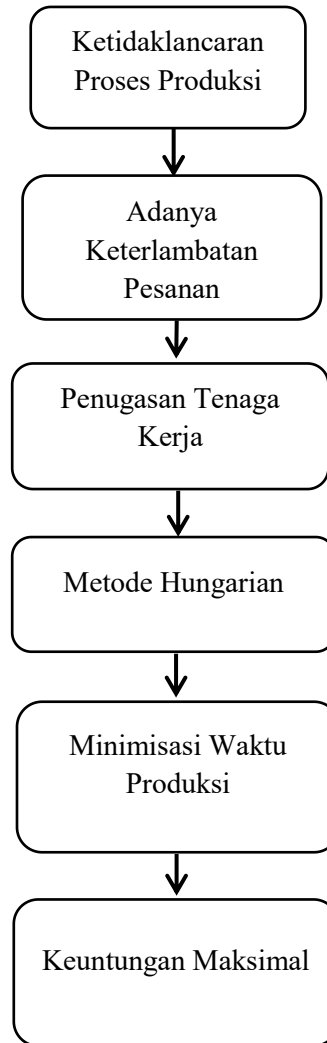 Ketidaklancaran
Proses Produksi
Adanya
Keterlambatan
Pesanan
Penugasan Tenaga
Kerja
Metode Hungarian
Minimisasi Waktu
Produksi
Keuntungan Maksimal